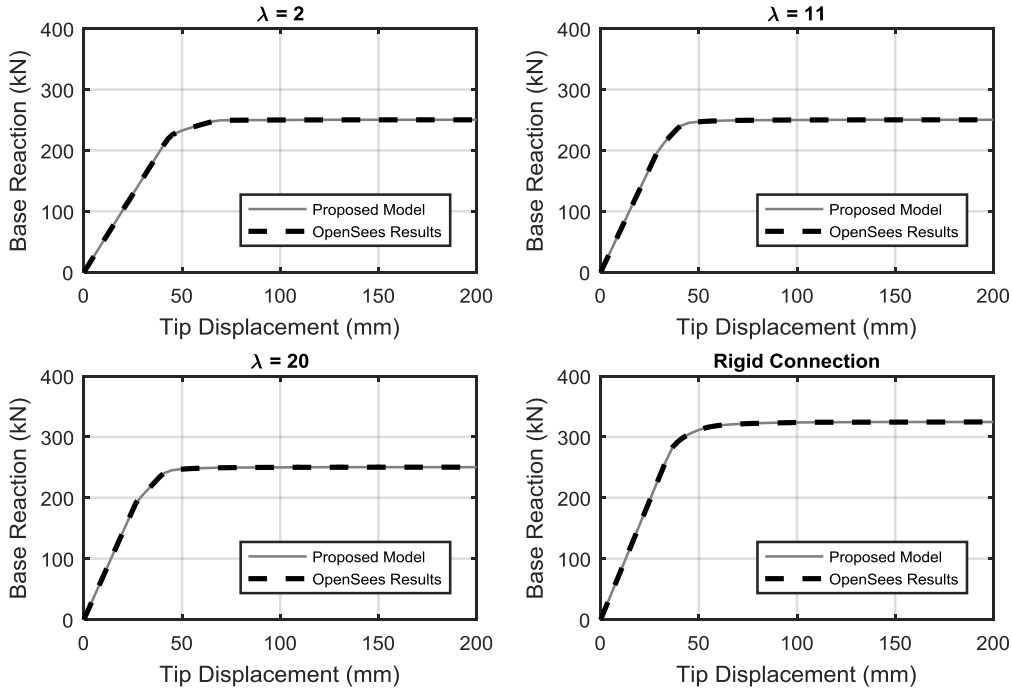 λ = 2
400
300
200
100
0
Base Reaction (kN)
Proposed Model
OpenSees Results
0 50 100 150 200
Tip Displacement (mm)
λ = 11
400
300
200
100
0
Base Reaction (kN)
Proposed Model
OpenSees Results
0 50 100 150 200
Tip Displacement (mm)
λ = 20
400
300
200
100
0
Base Reaction (kN)
Proposed Model
OpenSees Results
0 50 100 150 200
Tip Displacement (mm)
Rigid Connection
400
300
200
100
0
Base Reaction (kN)
Proposed Model
OpenSees Results
0 50 100 150 200
Tip Displacement (mm)